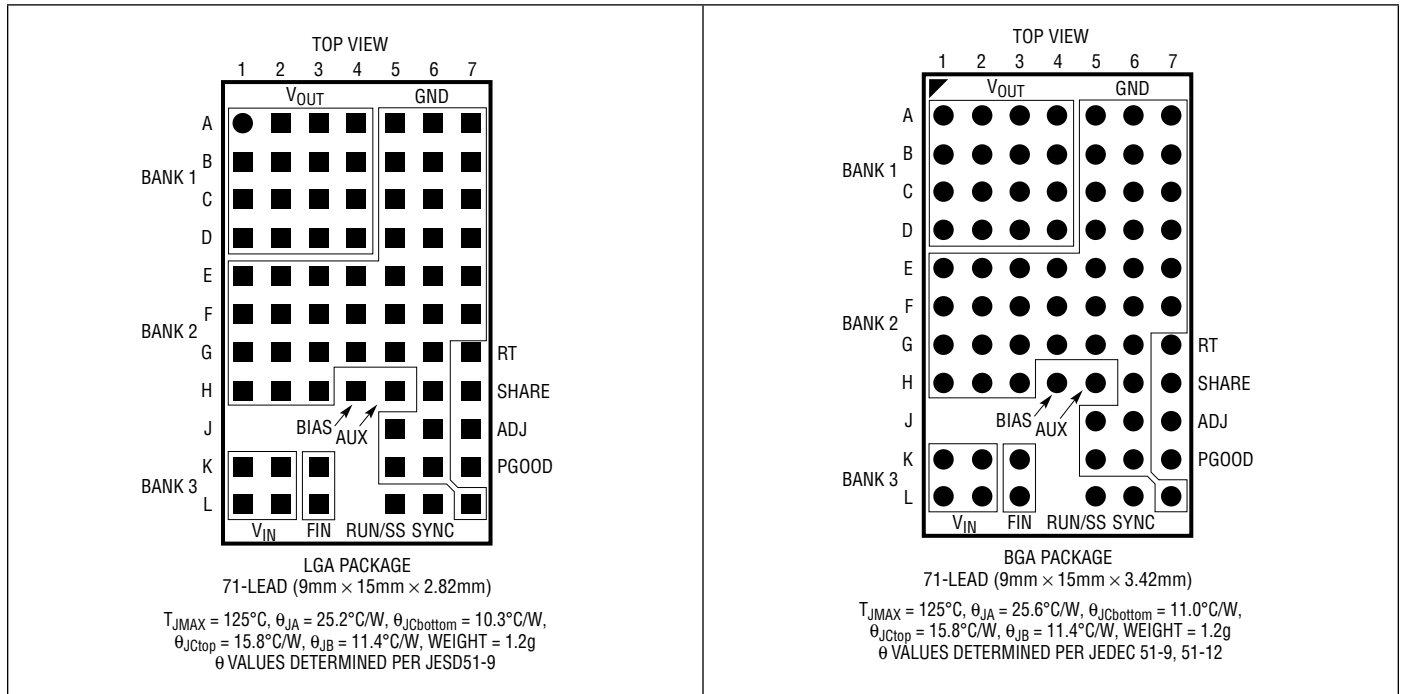 TOP VIEW
1 2 3 4 5 6 7
VOUT GND
A
B
BANK 1
C
D
E
F
BANK 2
G RT
H SHARE
BIAS
AUX
J ADJ
K PGOOD
BANK 3
L
VIN FIN RUN/SS SYNC
LGA PACKAGE
71-LEAD (9mm × 15mm × 2.82mm)
TJMAX = 125°C, θJA = 25.2°C/W, θJCbottom = 10.3°C/W,
θJCtop = 15.8°C/W, θJB = 11.4°C/W, WEIGHT = 1.2g
θ VALUES DETERMINED PER JESD51-9
TOP VIEW
1 2 3 4 5 6 7
VOUT GND
A
B
BANK 1
C
D
E
F
BANK 2
G RT
H SHARE
BIAS
AUX
J ADJ
K PGOOD
BANK 3
L
VIN FIN RUN/SS SYNC
BGA PACKAGE
71-LEAD (9mm × 15mm × 3.42mm)
TJMAX = 125°C, θJA = 25.6°C/W, θJCbottom = 11.0°C/W,
θJCtop = 15.8°C/W, θJB = 11.4°C/W, WEIGHT = 1.2g
θ VALUES DETERMINED PER JEDEC 51-9, 51-12